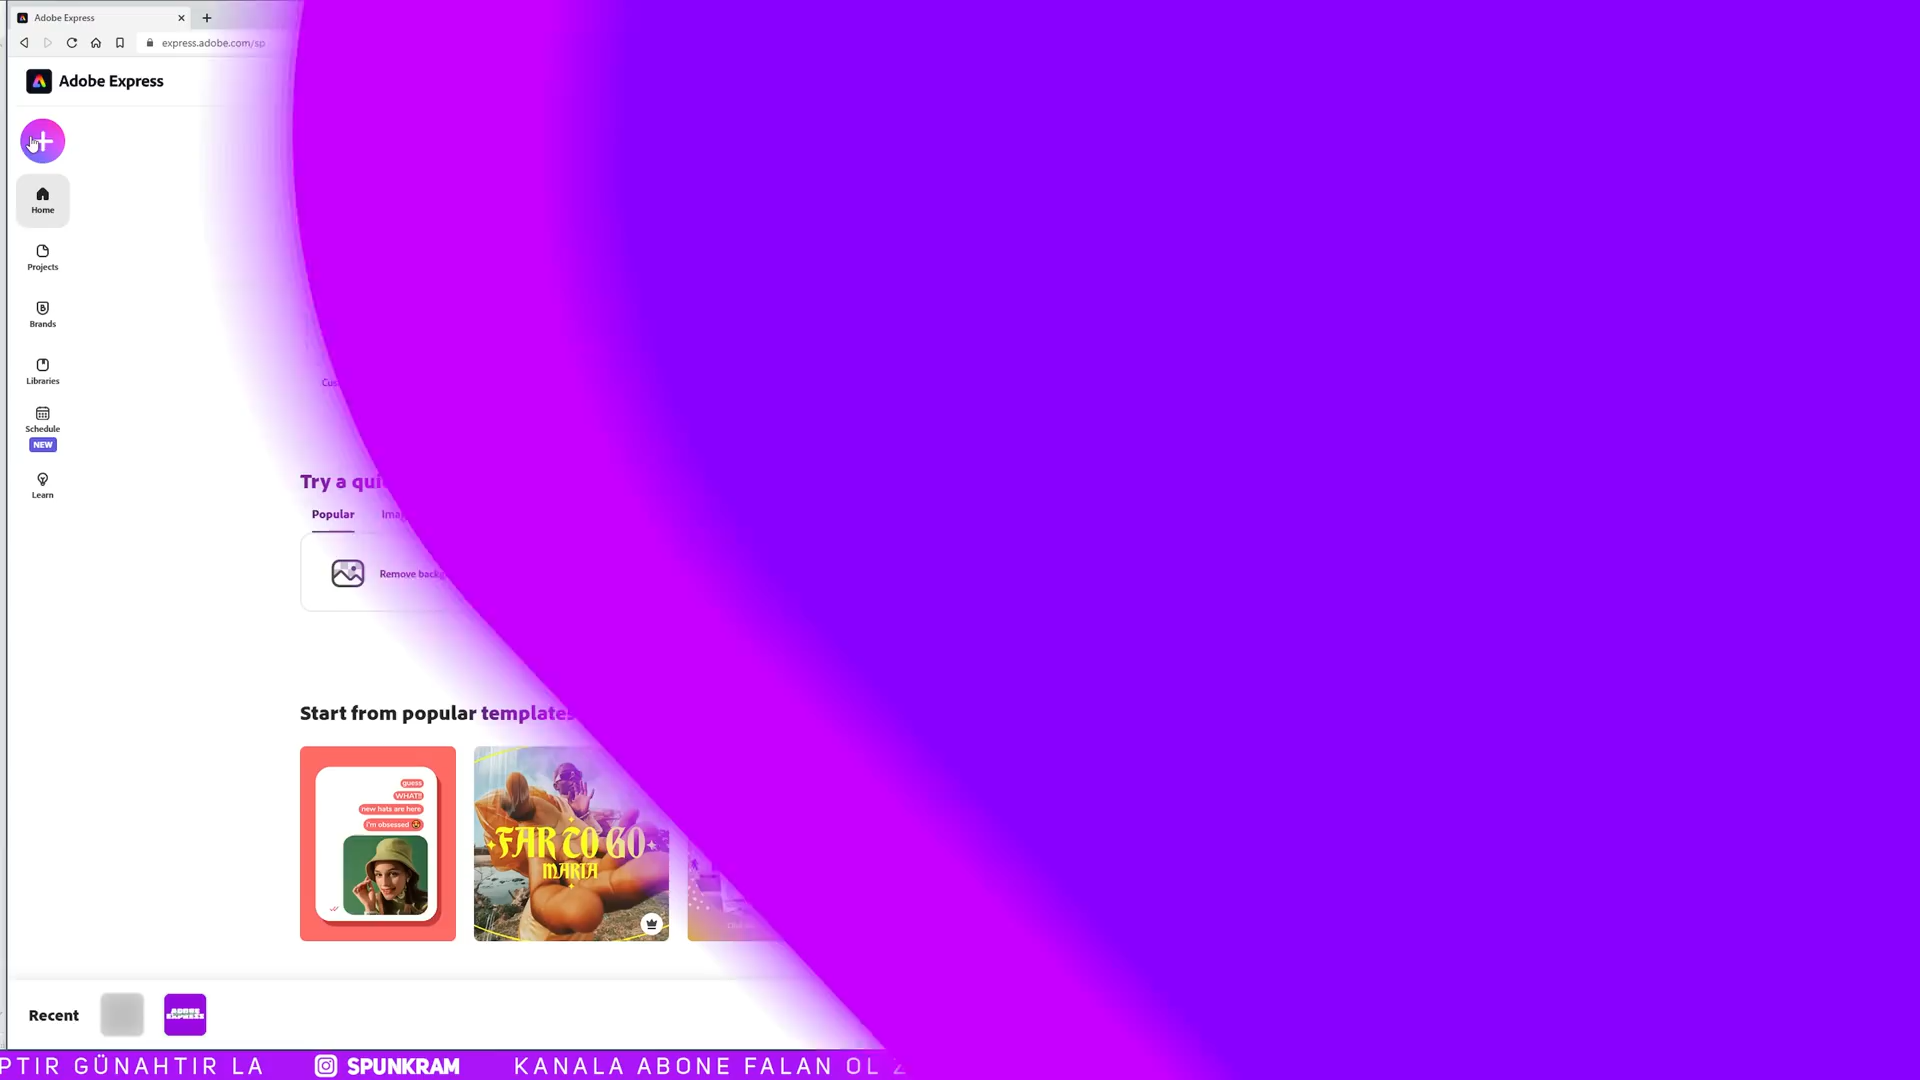 Adobe Express
express.adobe.com/sp
Adobe Express
Home
Projects
Brands
Libraries
Schedule
NEW
Learn
Try a
Popular
Remove
Start from popular templates
guess
WHAT!!
new hats are here
I'm obsessed
FAR TO GO
MARIA
Recent
ADOBE
EXPRESS
PTIR GÜNAHTIR LA SPUNKRAM KANALA ABONE FALAN OL